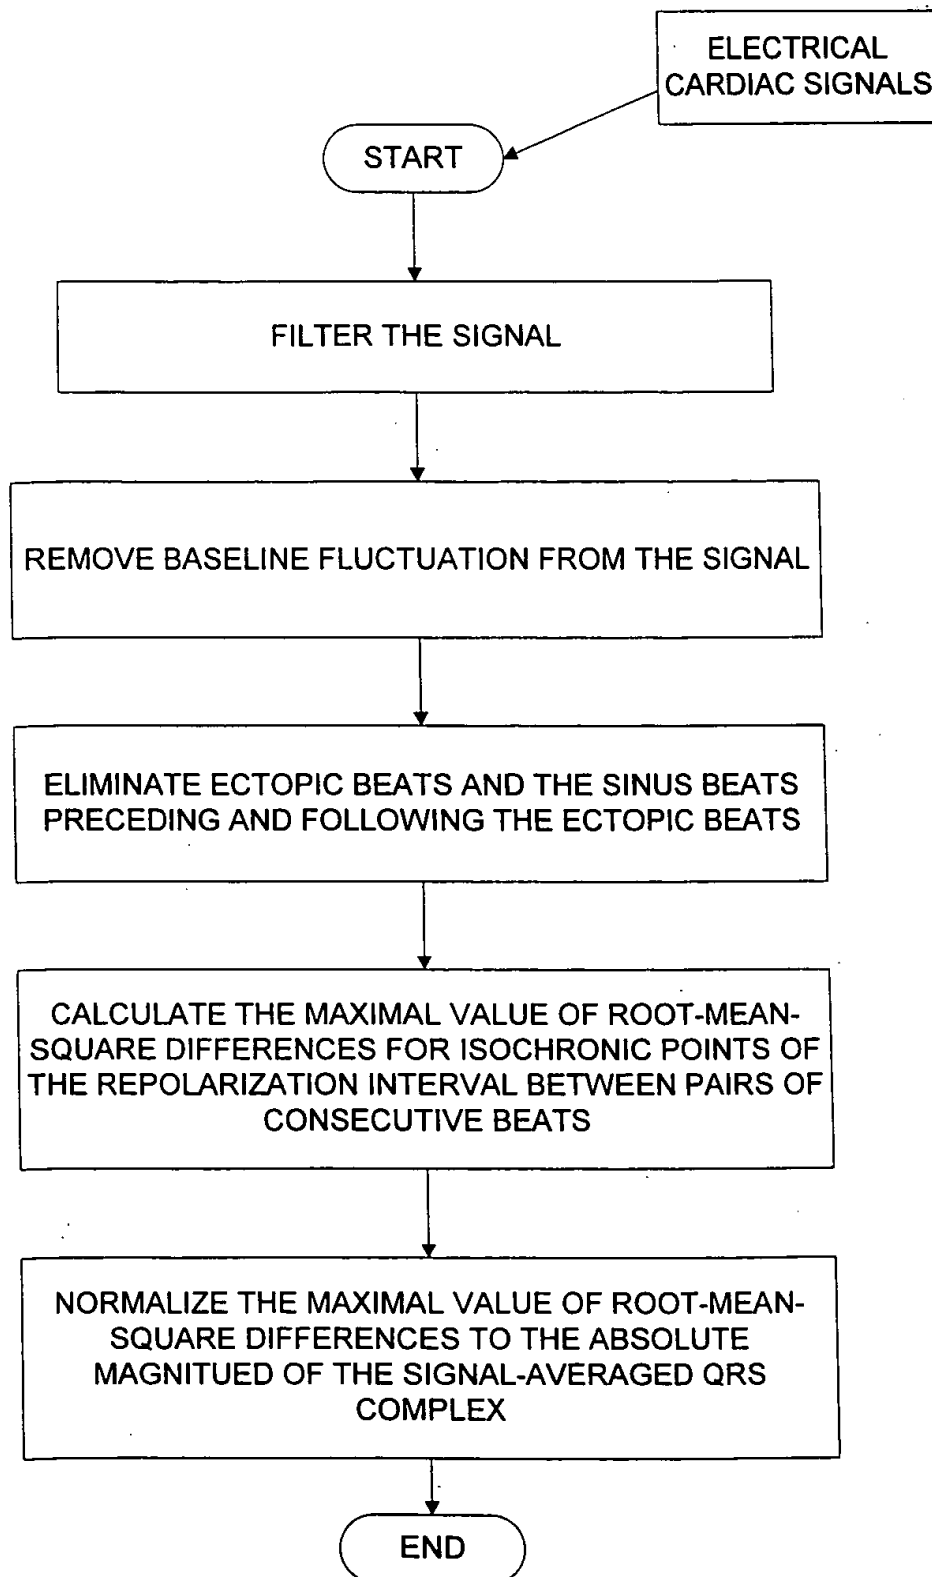 ELECTRICAL
CARDIAC SIGNALS
START
FILTER THE SIGNAL
REMOVE BASELINE FLUCTUATION FROM THE SIGNAL
ELIMINATE ECTOPIC BEATS AND THE SINUS BEATS
PRECEDING AND FOLLOWING THE ECTOPIC BEATS
CALCULATE THE MAXIMAL VALUE OF ROOT-MEAN-
SQUARE DIFFERENCES FOR ISOCHRONIC POINTS OF
THE REPOLARIZATION INTERVAL BETWEEN PAIRS OF
CONSECUTIVE BEATS
NORMALIZE THE MAXIMAL VALUE OF ROOT-MEAN-
SQUARE DIFFERENCES TO THE ABSOLUTE
MAGNITUED OF THE SIGNAL-AVERAGED QRS
COMPLEX
END